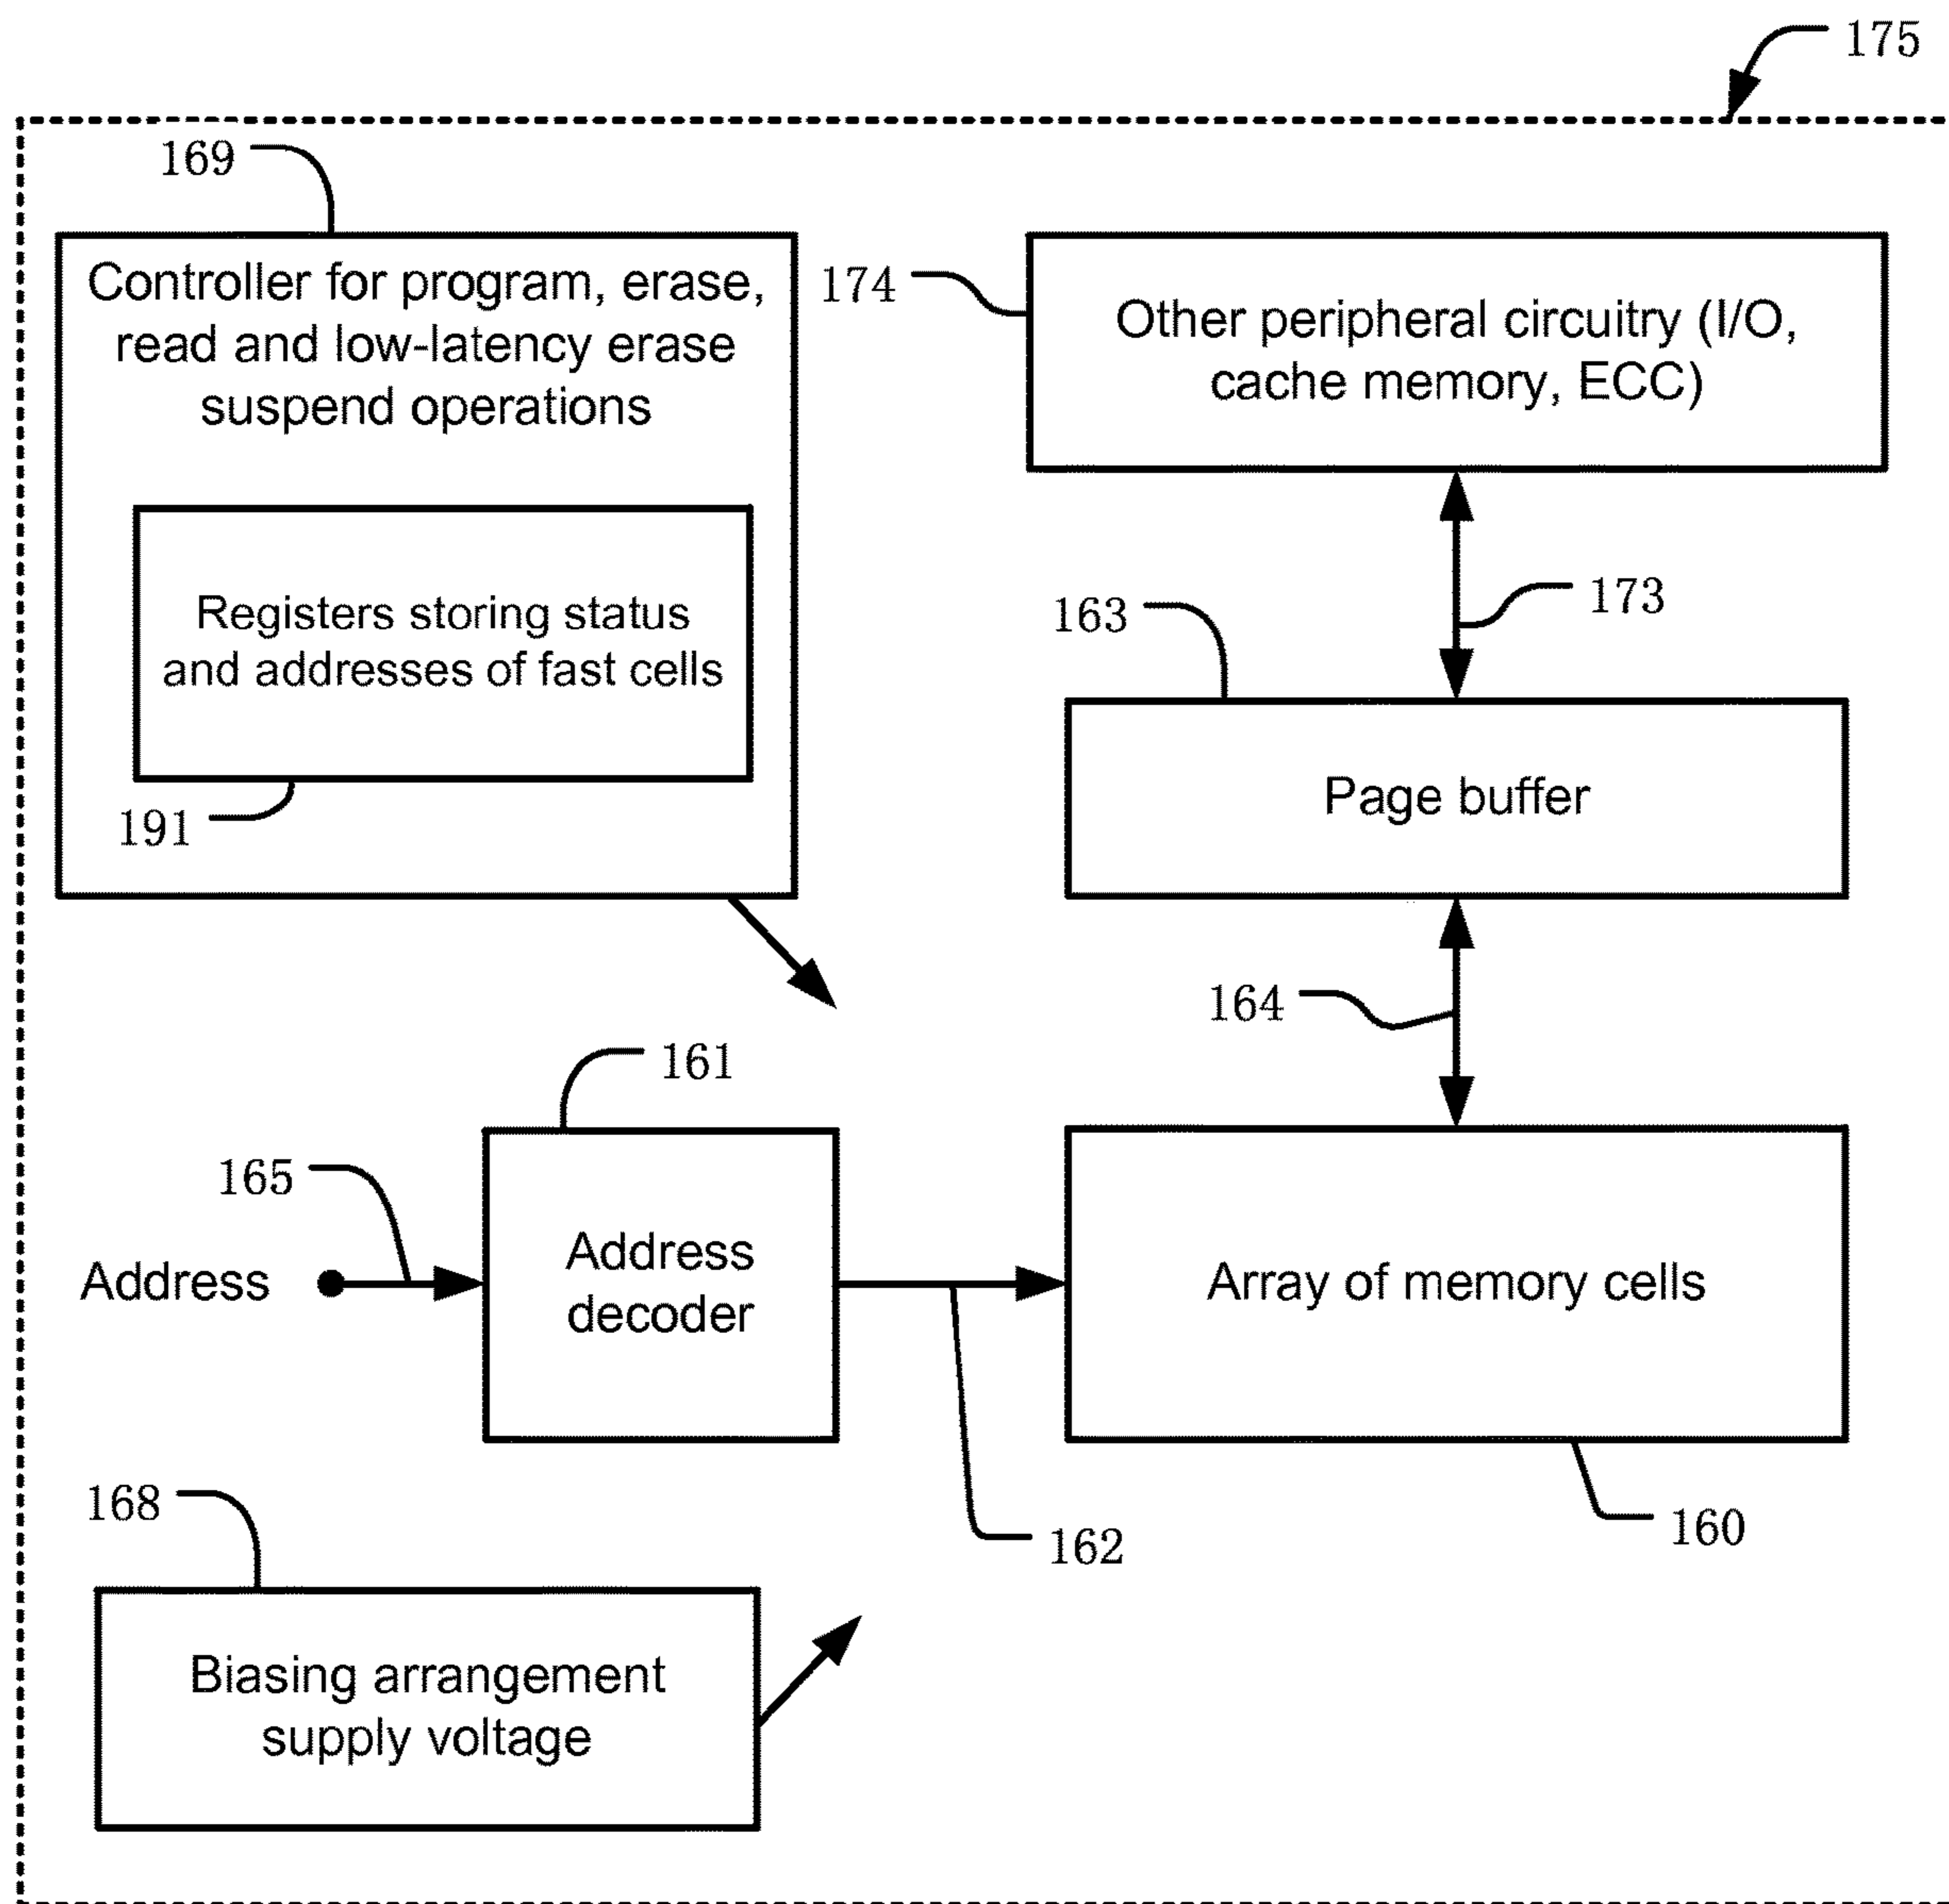 175
169
Controller for program, erase,
read and low-latency erase
suspend operations
174
Other peripheral circuitry (I/O,
cache memory, ECC)
Registers storing status
and addresses of fast cells
191
173
163
Page buffer
164
161
165
Address
Address
decoder
162
Array of memory cells
160
168
Biasing arrangement
supply voltage